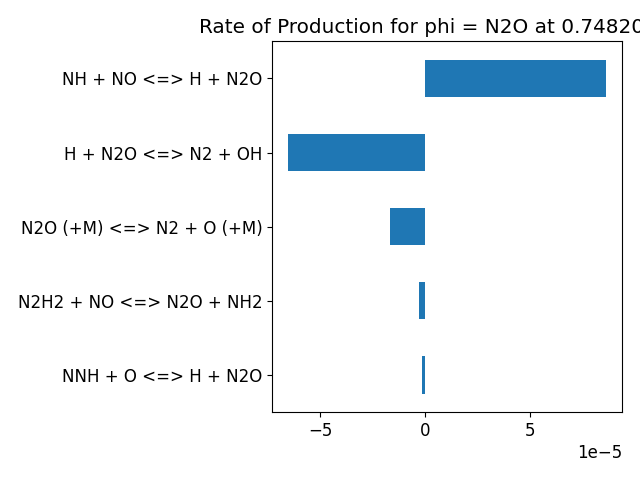 Rate of Production for phi = N2O at 0.74820
NH + NO <=> H + N2O
H + N2O <=> N2 + OH
N2O (+M) <=> N2 + O (+M)
N2H2 + NO <=> N2O + NH2
NNH + O <=> H + N2O
−5 0 5
1e−5